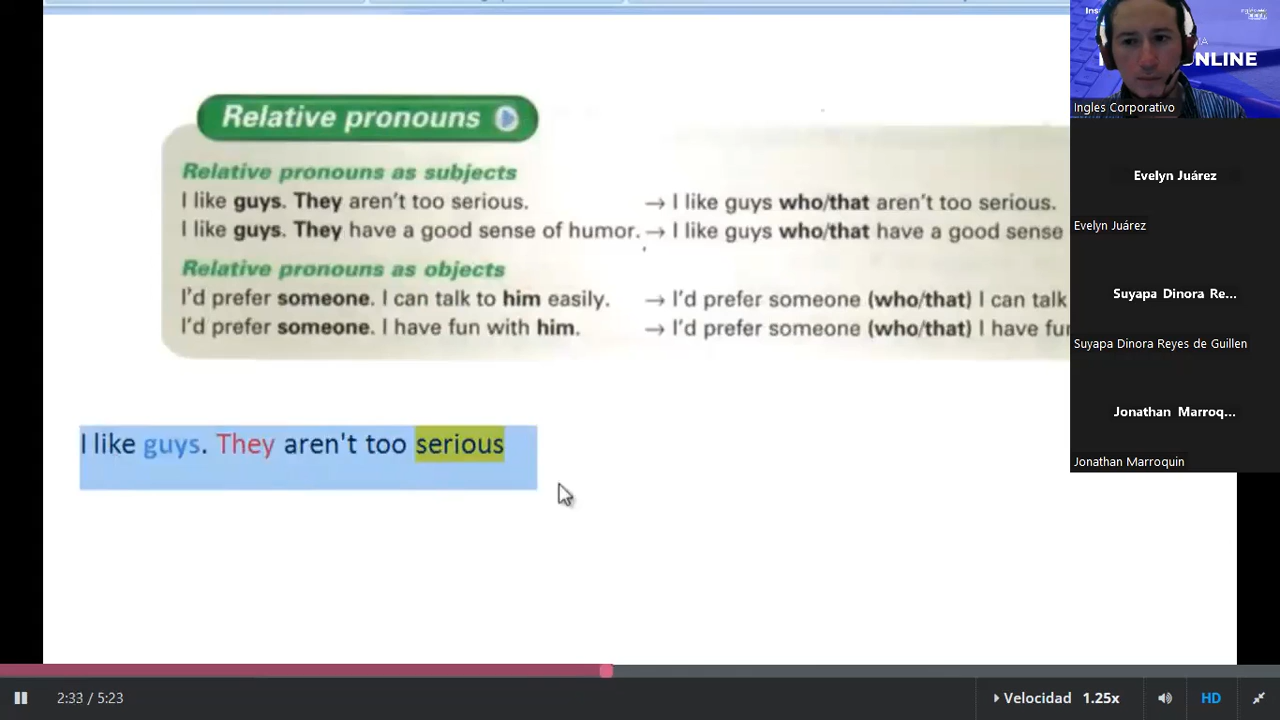 Relative pronouns
Relative pronouns as subjects
I like guys. They aren't too serious. → I like guys who/that aren't too serious.
I like guys. They have a good sense of humor. → I like guys who/that have a good sense
Relative pronouns as objects
I'd prefer someone. I can talk to him easily. → I'd prefer someone (who/that) I can talk
I'd prefer someone. I have fun with him. → I'd prefer someone (who/that) I have fu
I like guys. They aren't too serious
NLINE
Ingles Corporativo
Evelyn Juárez
Evelyn Juárez
Suyapa Dinora Re...
Suyapa Dinora Reyes de Guillen
Jonathan Marroq...
Jonathan Marroquin
2:33 / 5:23
Velocidad 1.25x
HD